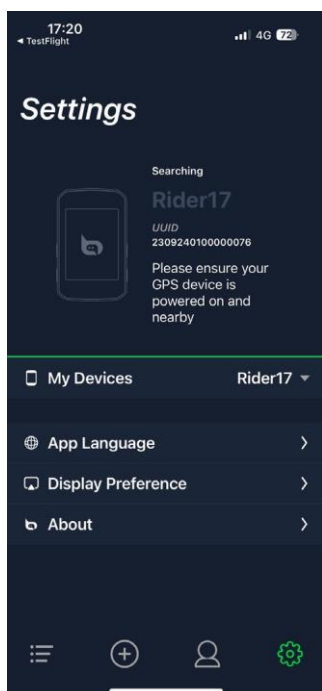 17:20
4G 72
◄ TestFlight
Settings
Searching
Rider17
UUID
2309240100000076
Please ensure your
GPS device is
powered on and
nearby
My Devices Rider17
App Language
Display Preference
About